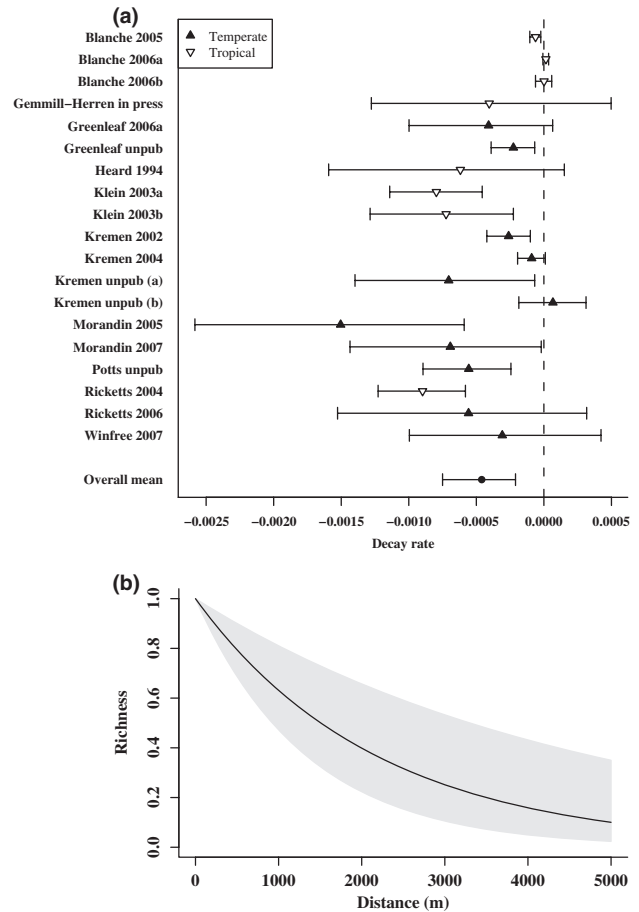 (a)
Temperate
Tropical
Blanche 2005
Blanche 2006a
Blanche 2006b
Gemmill–Herren in press
Greenleaf 2006a
Greenleaf unpub
Heard 1994
Klein 2003a
Klein 2003b
Kremen 2002
Kremen 2004
Kremen unpub (a)
Kremen unpub (b)
Morandin 2005
Morandin 2007
Potts unpub
Ricketts 2004
Ricketts 2006
Winfree 2007
Overall mean
−0.0025 −0.0020 −0.0015 −0.0010 −0.0005 0.0000 0.0005
Decay rate
(b)
Richness
1.0
0.8
0.6
0.4
0.2
0.0
0 1000 2000 3000 4000 5000
Distance (m)